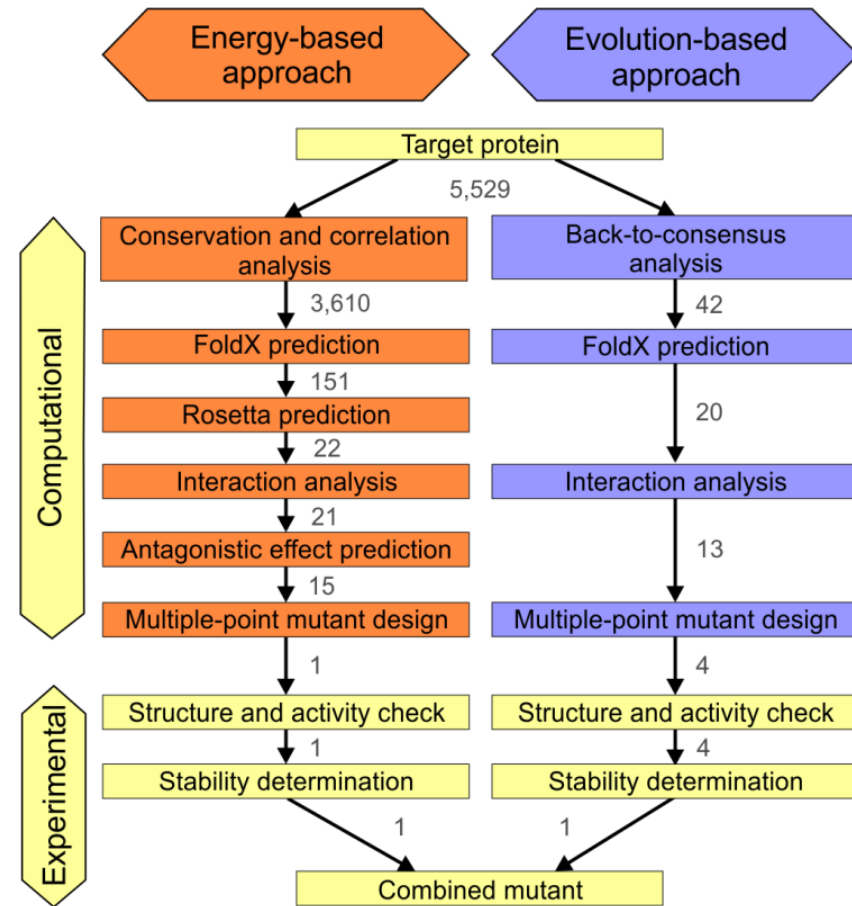 Energy-based
approach
Evolution-based
approach
Target protein
5,529
Computational
Conservation and correlation
analysis
Back-to-consensus
analysis
3,610
42
FoldX prediction
FoldX prediction
151
20
Rosetta prediction
22
Interaction analysis
Interaction analysis
21
13
Antagonistic effect prediction
15
Multiple-point mutant design
Multiple-point mutant design
1
4
Experimental
Structure and activity check
Structure and activity check
1
4
Stability determination
Stability determination
1
1
Combined mutant